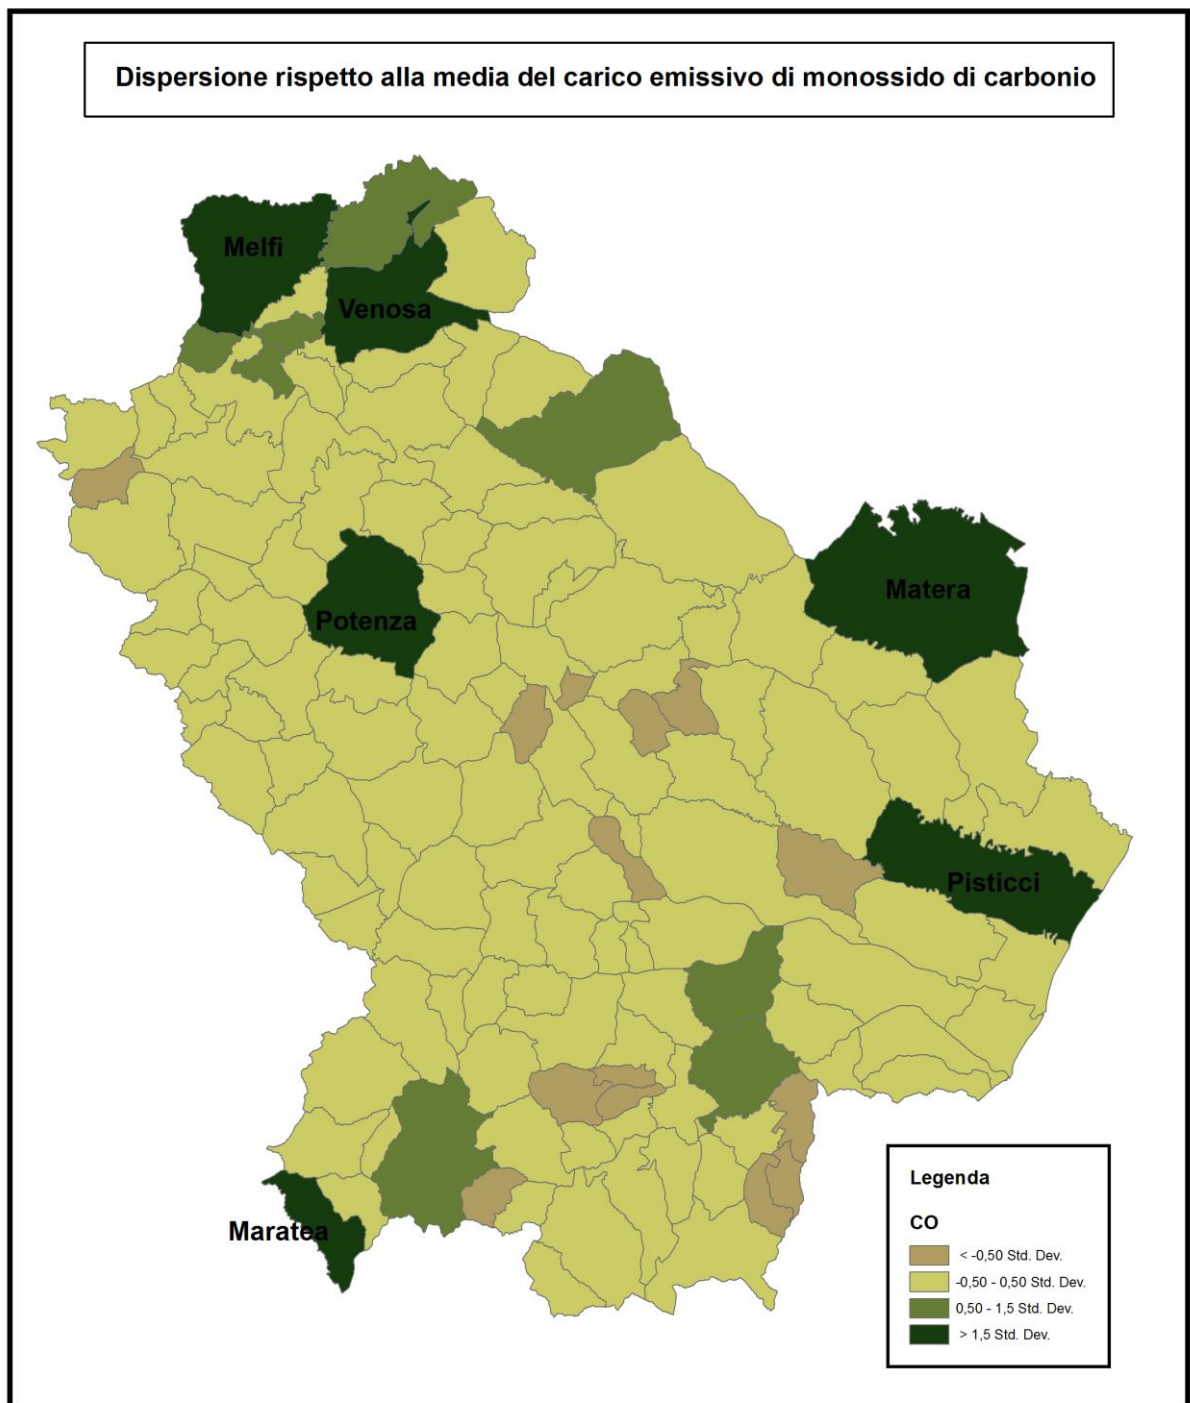 Dispersione rispetto alla media del carico emissivo di monossido di carbonio
Melfi
Venosa
Matera
Potenza
Pisticci
Maratea
Legenda
CO
< -0,50 Std. Dev.
-0,50 - 0,50 Std. Dev.
0,50 - 1,5 Std. Dev.
> 1,5 Std. Dev.